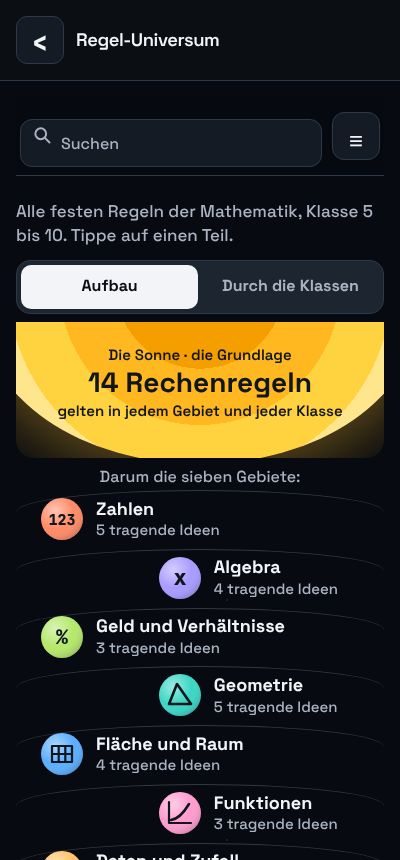 <
Regel-Universum
Suchen
≡
Alle festen Regeln der Mathematik, Klasse 5
bis 10. Tippe auf einen Teil.
Aufbau
Durch die Klassen
Die Sonne · die Grundlage
14 Rechenregeln
gelten in jedem Gebiet und jeder Klasse
Darum die sieben Gebiete:
123
Zahlen
5 tragende Ideen
x
Algebra
4 tragende Ideen
%
Geld und Verhältnisse
3 tragende Ideen
Geometrie
5 tragende Ideen
Fläche und Raum
4 tragende Ideen
Funktionen
3 tragende Ideen
Daten und Zufall